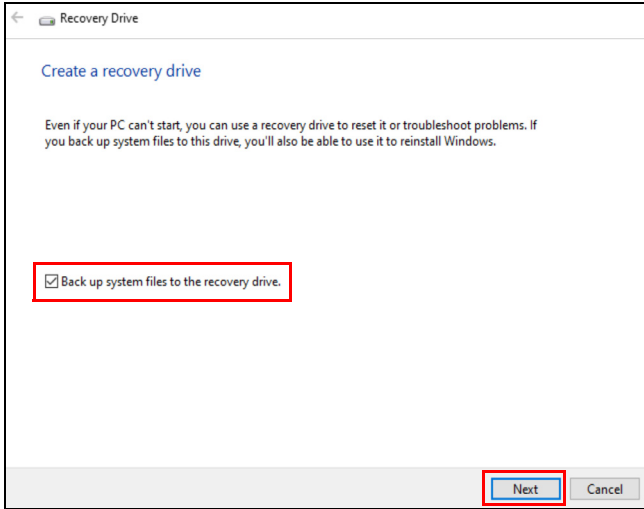 Recovery Drive
Create a recovery drive
Even if your PC can't start, you can use a recovery drive to reset it or troubleshoot problems. If
you back up system files to this drive, you'll also be able to use it to reinstall Windows.
Back up system files to the recovery drive.
Next Cancel